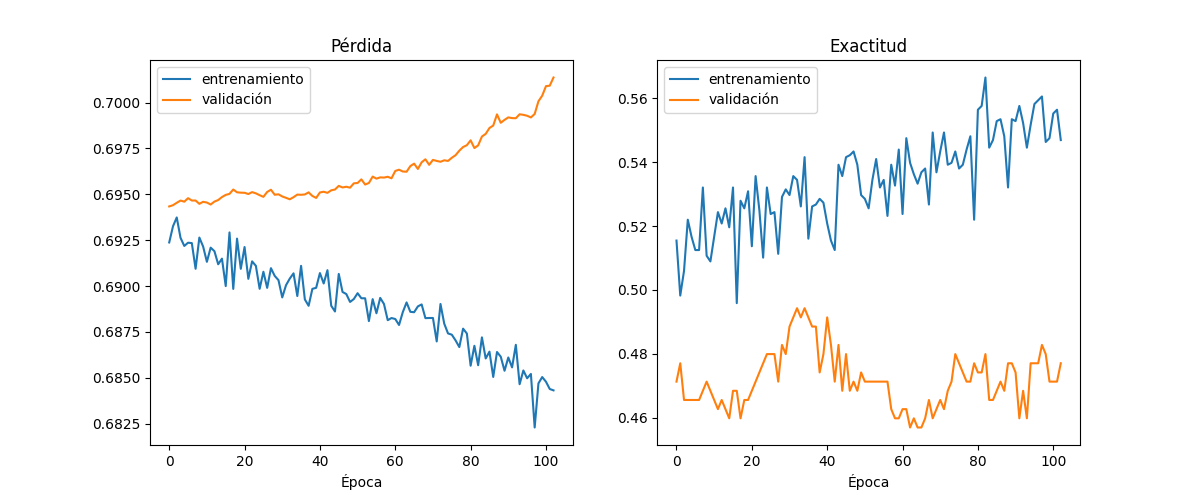 Pérdida
entrenamiento
validación
0.7000
0.6975
0.6950
0.6925
0.6900
0.6875
0.6850
0.6825
0 20 40 60 80 100
Época
Exactitud
entrenamiento
validación
0.56
0.54
0.52
0.50
0.48
0.46
0 20 40 60 80 100
Época